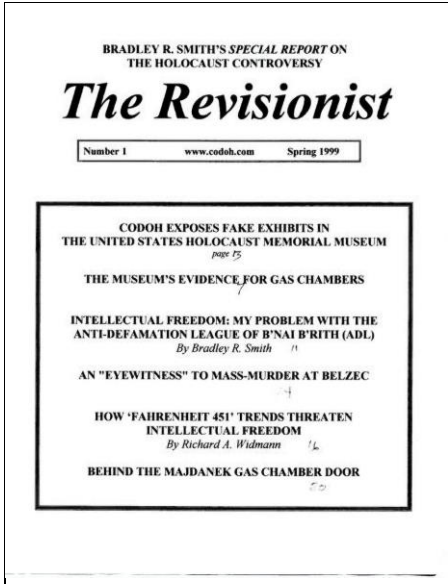 BRADLEY R. SMITH'S SPECIAL REPORT ON
THE HOLOCAUST CONTROVERSY
The Revisionist
Number 1 www.codoh.com Spring 1999
CODOH EXPOSES FAKE EXHIBITS IN
THE UNITED STATES HOLOCAUST MEMORIAL MUSEUM
page 13
THE MUSEUM'S EVIDENCE FOR GAS CHAMBERS
INTELLECTUAL FREEDOM: MY PROBLEM WITH THE
ANTI-DEFAMATION LEAGUE OF B'NAI B'RITH (ADL)
By Bradley R. Smith 11
AN "EYEWITNESS" TO MASS-MURDER AT BELZEC
HOW 'FAHRENHEIT 451' TRENDS THREATEN
INTELLECTUAL FREEDOM
By Richard A. Widmann 16
BEHIND THE MAJDANEK GAS CHAMBER DOOR